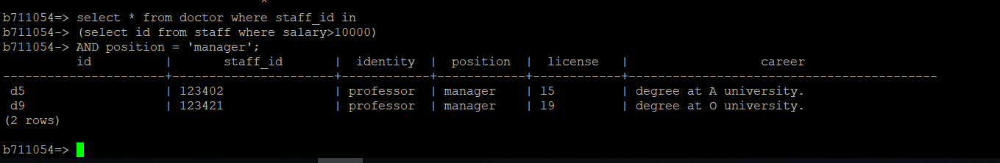 b711054=> select * from doctor where staff_id in
b711054-> (select id from staff where salary>10000)
b711054-> AND position = 'manager';
id | staff_id | identity | position | license | career
----------------------+----------------------+------------+------------+------------+------------------------------------------
d5 | 123402 | professor | manager | l5 | degree at A university.
d9 | 123421 | professor | manager | l9 | degree at O university.
(2 rows)
b711054=>